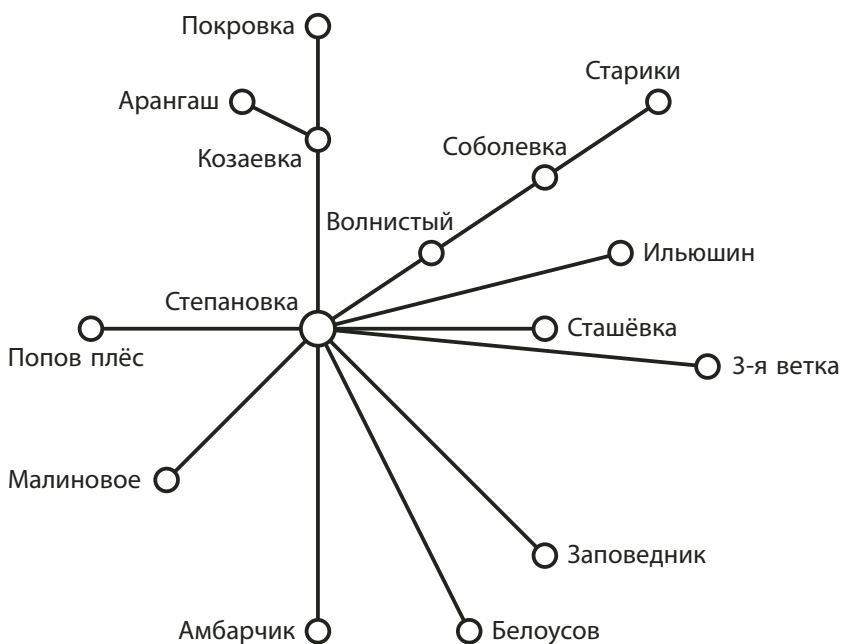 Покровка
Старики
Арангаш
Соболевка
Козаевка
Волнистый
Ильюшин
Степановка
Сташёвка
Попов плёс
3-я ветка
Малиновое
Заповедник
Амбарчик
Белоусов